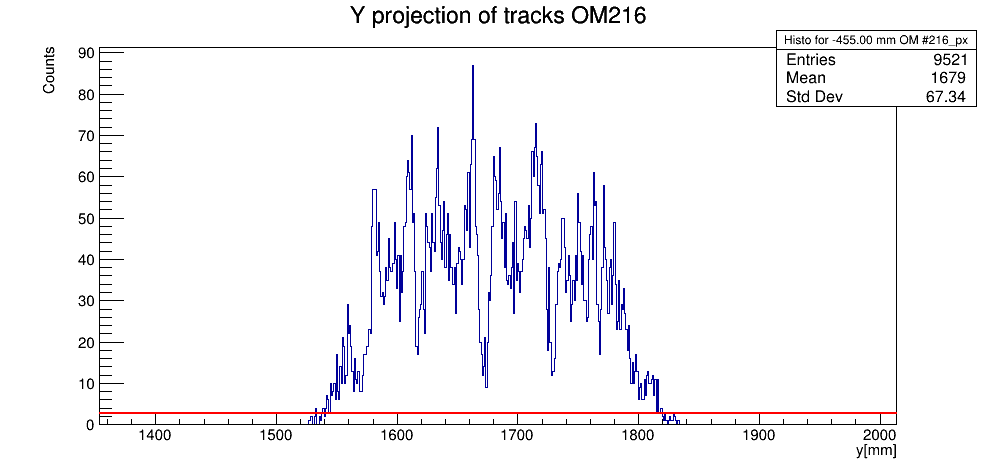 Y projection of tracks OM216
Histo for -455.00 mm OM #216_px
Entries 9521
Mean 1679
Std Dev 67.34
Counts
90
80
70
60
50
40
30
20
10
0
1400 1500 1600 1700 1800 1900 2000
y[mm]